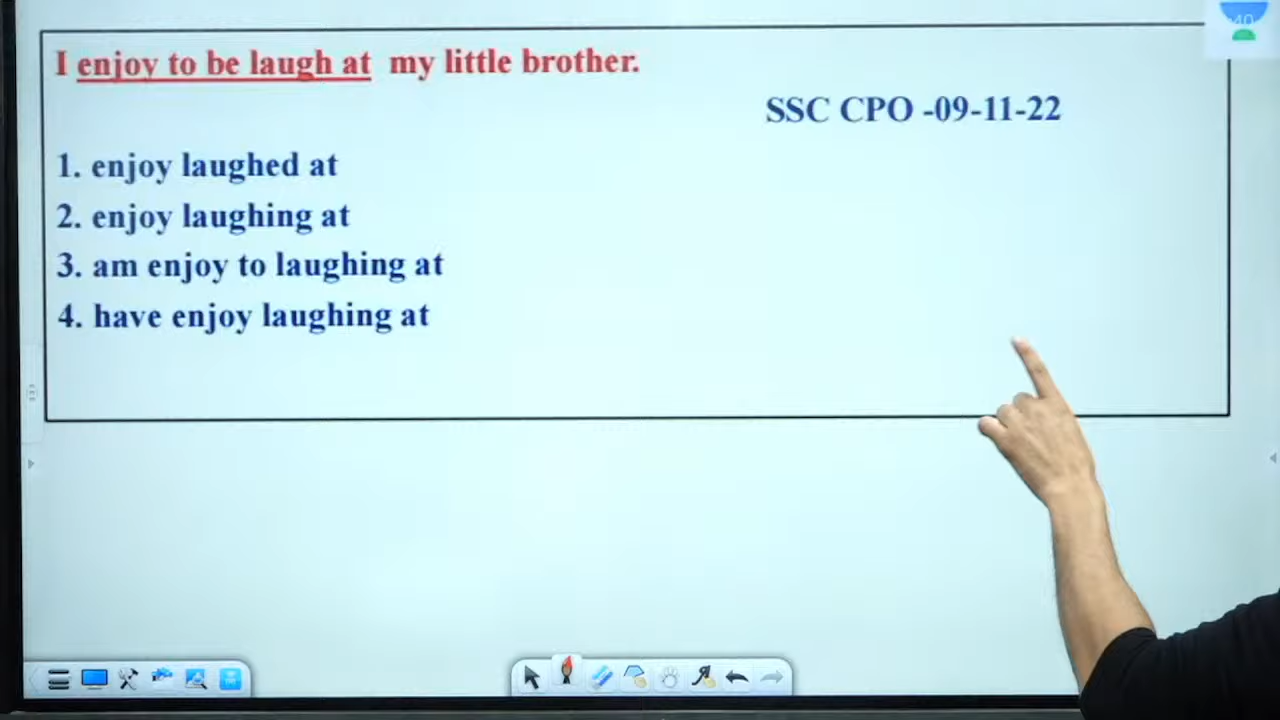 I enjoy to be laugh at my little brother.
SSC CPO -09-11-22
1. enjoy laughed at
2. enjoy laughing at
3. am enjoy to laughing at
4. have enjoy laughing at
40